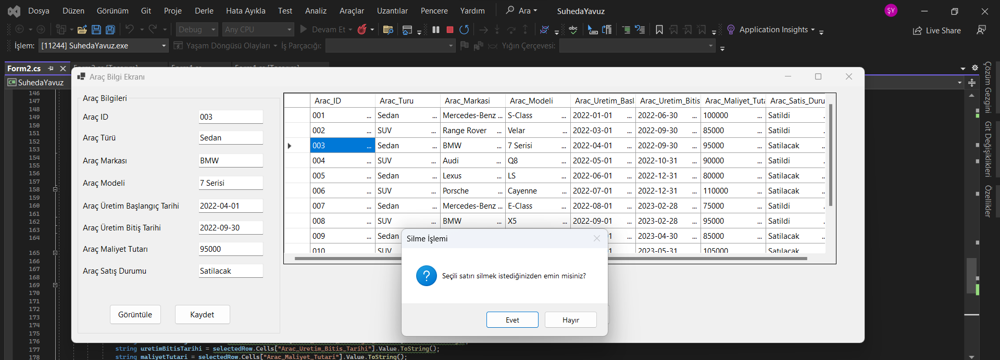 Dosya Düzen Görünüm Git Proje Derle Hata Ayıkla Test Analiz Araçlar Uzantılar Pencere Yardım Ara SuhedaYavuz ŞY
Debug Any CPU Devam Et abc Application Insights Live Share
İşlem: [11244] SuhedaYavuz.exe Yaşam Döngüsü Olayları İş Parçacığı: Yığın Çerçevesi:
Form2.cs
C# SuhedaYavuz
Araç Bilgi Ekranı
Araç Bilgileri
Araç ID 003
Araç Türü Sedan
Araç Markası BMW
Araç Modeli 7 Serisi
Araç Üretim Başlangıç Tarihi 2022-04-01
Araç Üretim Bitiş Tarihi 2022-09-30
Araç Maliyet Tutarı 95000
Araç Satış Durumu Satilacak
Görüntüle Kaydet
Arac_ID Arac_Turu Arac_Markasi Arac_Modeli Arac_Uretim_Basl Arac_Uretim_Bitis Arac_Maliyet_Tuta Arac_Satis_Duru
001 ... Sedan ... Mercedes-Benz ... S-Class ... 2022-01-01 ... 2022-06-30 ... 100000 ... Satildi
002 ... SUV ... Range Rover ... Velar ... 2022-03-01 ... 2022-09-30 ... 85000 ... Satildi
003 ... Sedan ... BMW ... 7 Serisi ... 2022-04-01 ... 2022-09-30 ... 95000 ... Satilacak
004 ... SUV ... Audi ... Q8 ... 2022-05-01 ... 2022-10-31 ... 90000 ... Satildi
005 ... Sedan ... Lexus ... LS ... 2022-06-01 ... 2022-12-31 ... 80000 ... Satilacak
006 ... SUV ... Porsche ... Cayenne ... 2022-07-01 ... 2022-12-31 ... 110000 ... Satilacak
007 ... Sedan ... Mercedes-Benz ... E-Class ... 2022-08-01 ... 2023-02-28 ... 75000 ... Satilacak
008 ... SUV ... BMW ... X5 ... 2022-09-01 ... 2023-02-28 ... 95000 ... Satildi
009 ... Sedan 1 ... 2023-04-30 ... 85000 ... Satilacak
010 ... SUV 1 ... 2023-05-31 ... 105000 ... Satılacak
Silme İşlemi
Seçili satırı silmek istediğinizden emin misiniz?
Evet Hayır
Çözüm Gezgini
Git Değişiklikleri
Özellikler
146
147
148
149
150
151
152
153
154
155
156
157
158
159
160
161
162
163
164
165
166
167
168
169
170
171
172
173
174
175
176
177 string uretimBitisTarihi = selectedRow.Cells["Arac_Uretim_Bitis_Tarihi"].Value.ToString();
178 string maliyetTutari = selectedRow.Cells["Arac_Maliyet_Tutari"].Value.ToString();